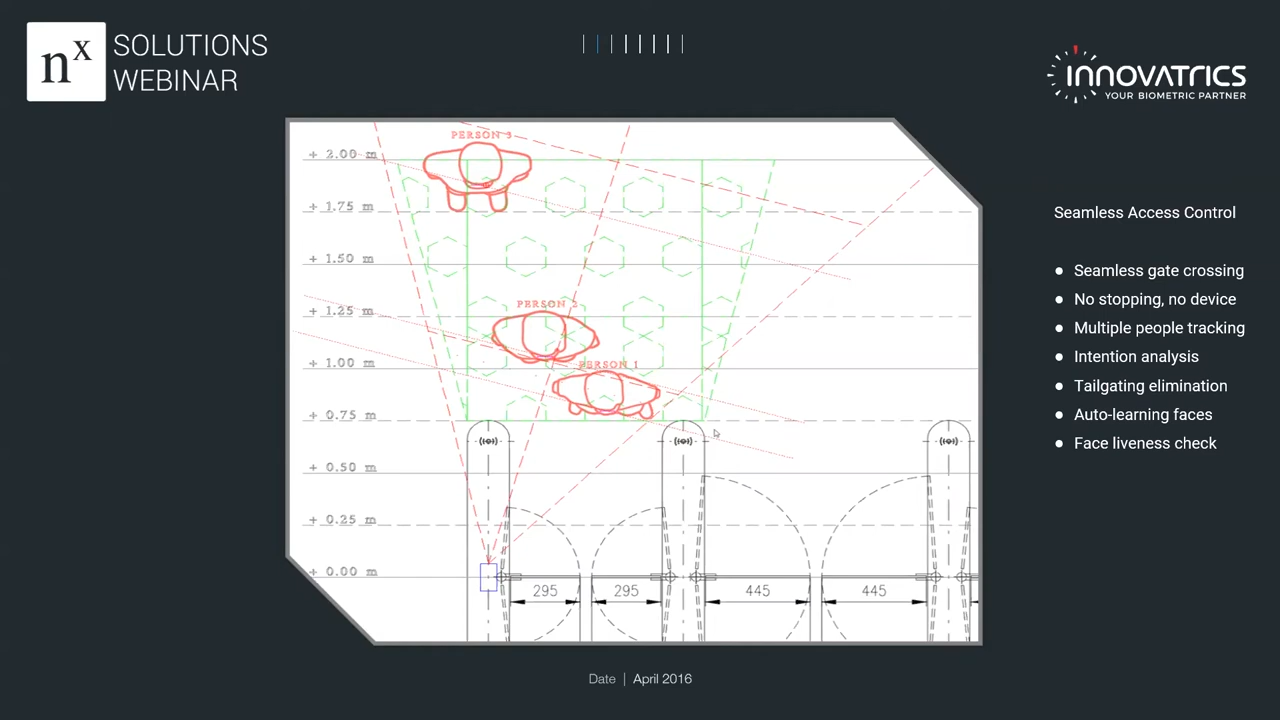 nx SOLUTIONS
WEBINAR
INNOVATRICS
YOUR BIOMETRIC PARTNER
PERSON 3
+ 2.00 m
+ 1.75 m
+ 1.50 m
PERSON 2
+ 1.25 m
+ 1.00 m
PERSON 1
+ 0.75 m
+ 0.50 m
+ 0.25 m
+ 0.00 m
295
295
445
445
Seamless Access Control
● Seamless gate crossing
● No stopping, no device
● Multiple people tracking
● Intention analysis
● Tailgating elimination
● Auto-learning faces
● Face liveness check
Date | April 2016